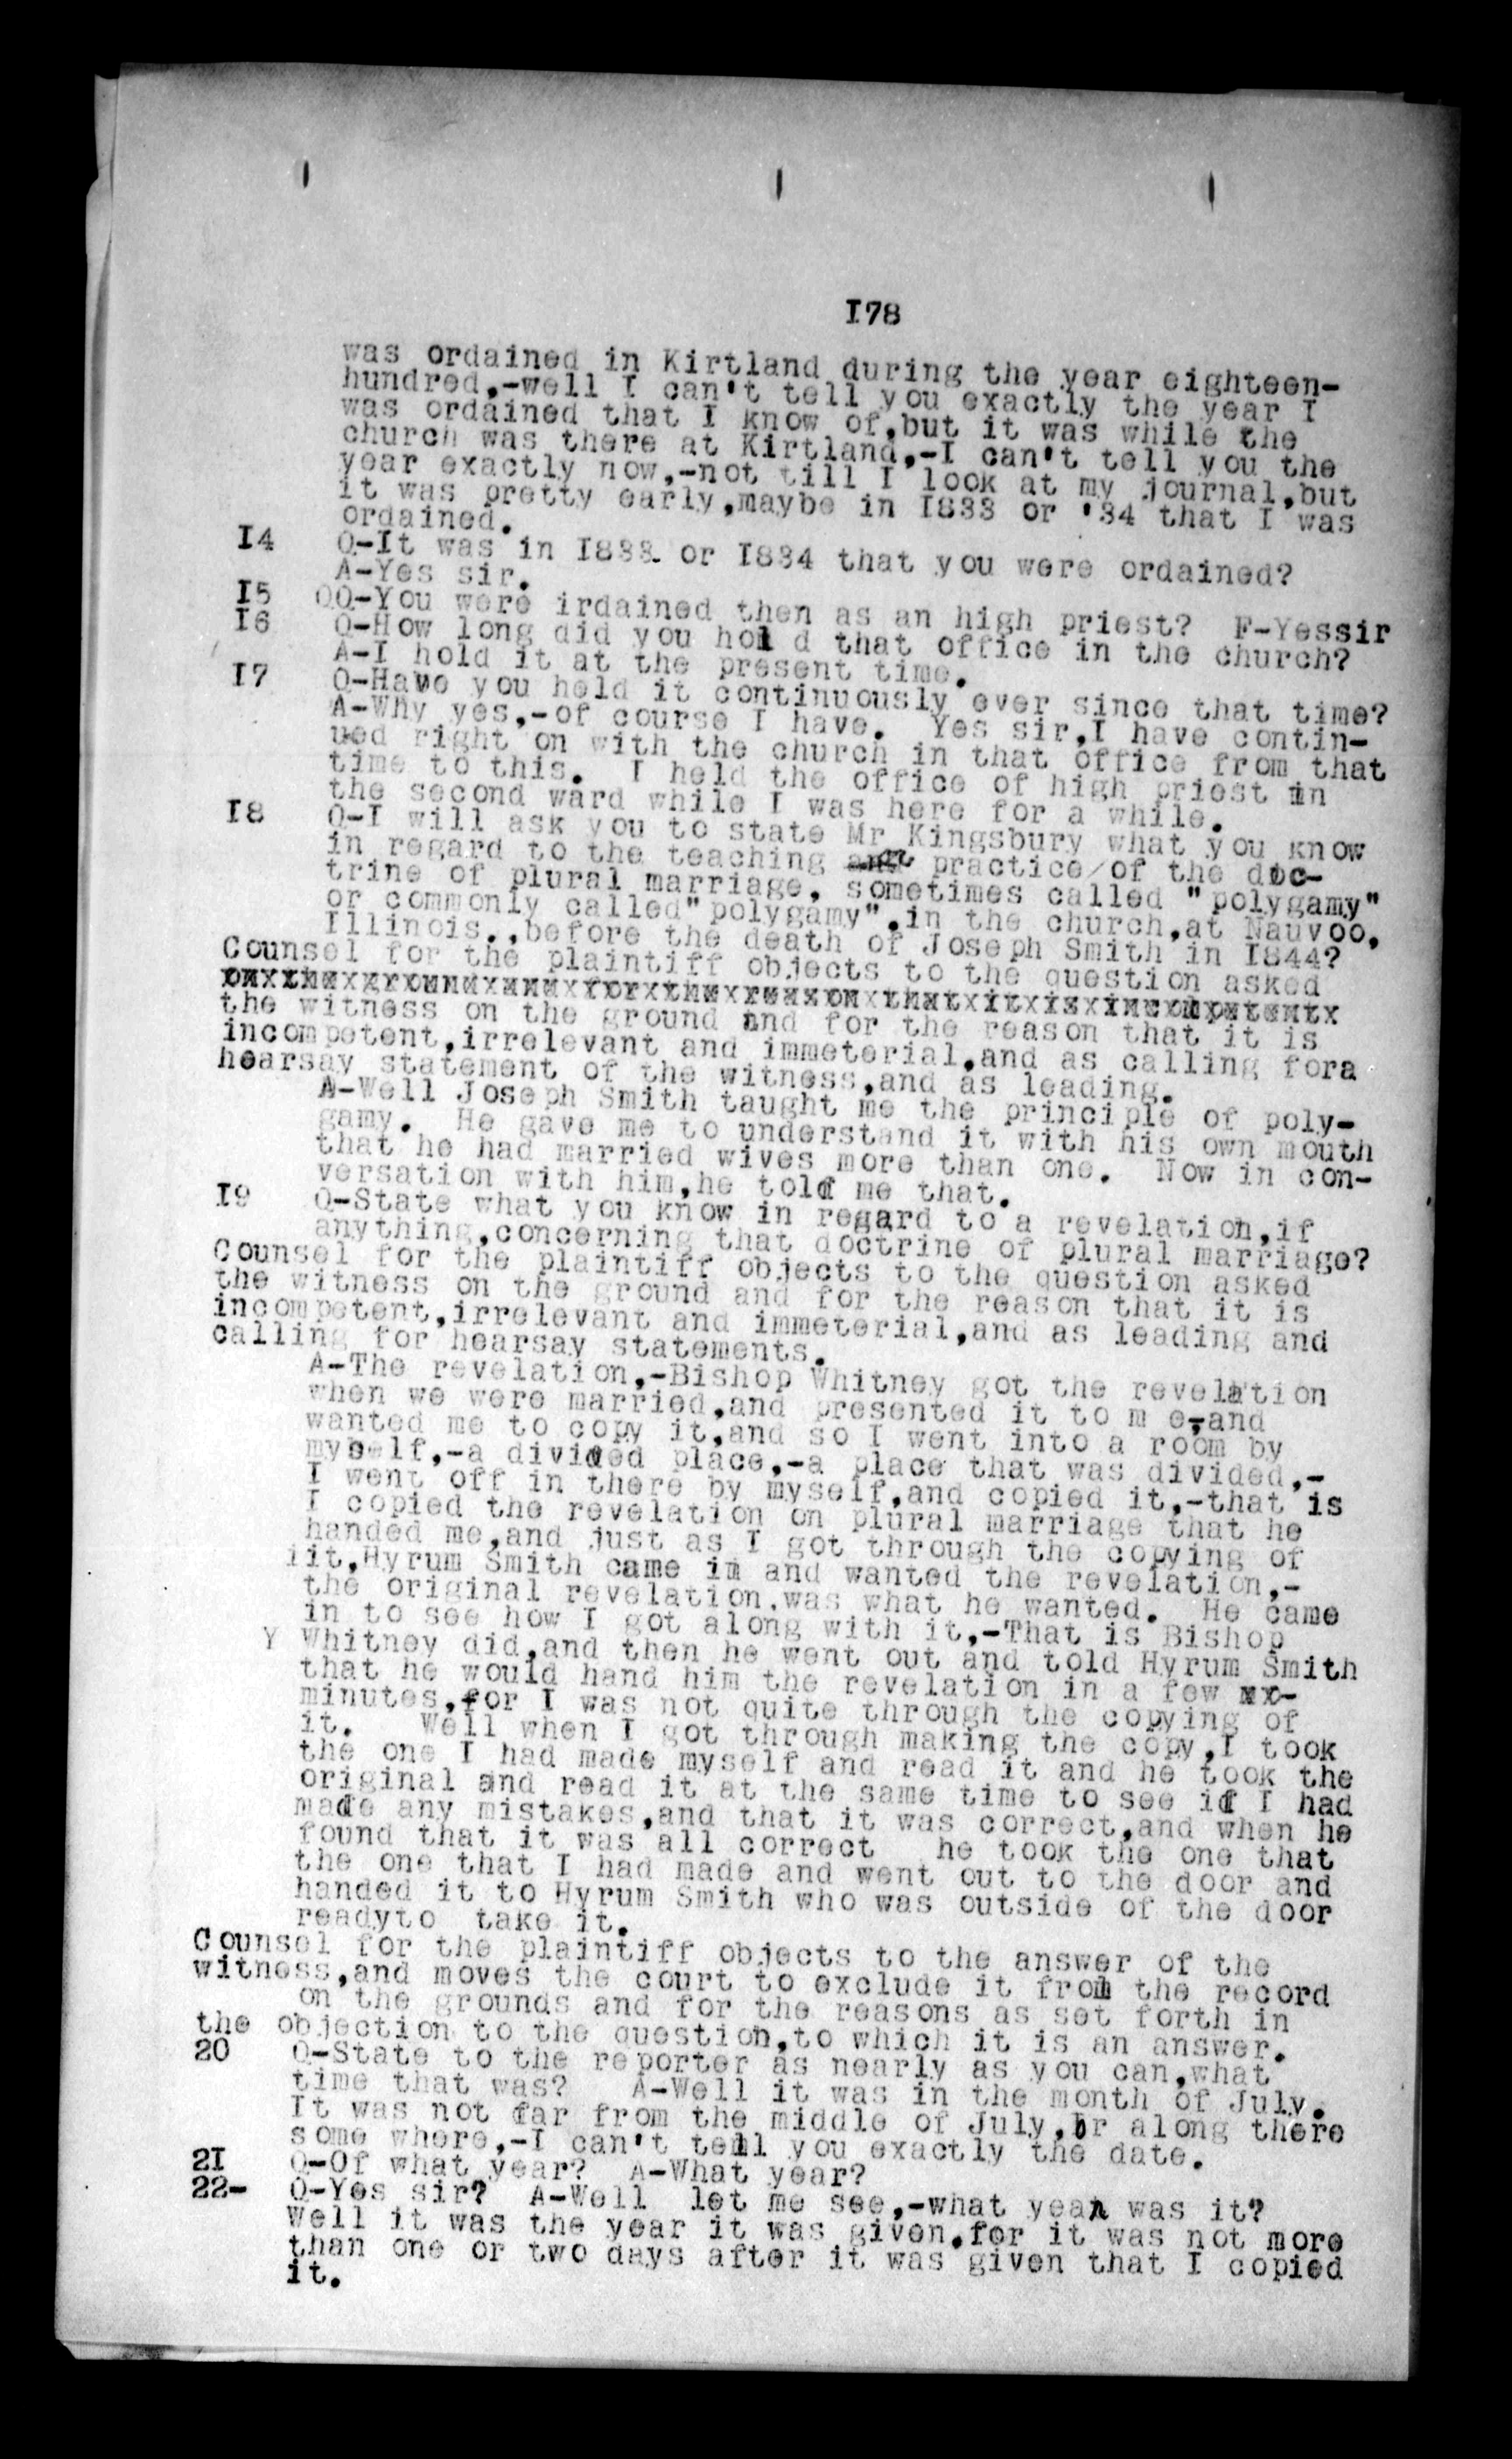 I78
was ordained in Kirtland during the year eighteen-
hundred,-well I can't tell you exactly the year I
was ordained that I know of,but it was while the
church was there at Kirtland,-I can't tell you the
year exactly now,-not till I look at my journal,but
it was pretty early,maybe in I833 or '34 that I was
ordained.
I4 Q-It was in I833 or I834 that you were ordained?
A-Yes sir.
I5 QQ-You were irdained then as an high priest? F-Yessir
I6 Q-How long did you hol d that office in the church?
A-I hold it at the present time.
I7 Q-Have you held it continuously ever since that time?
A-Why yes,-of course I have. Yes sir,I have contin-
ued right on with the church in that office from that
time to this. I held the office of high priest in
the second ward while I was here for a while.
I8 Q-I will ask you to state Mr Kingsbury what you know
in regard to the teaching or practice/of the doc-
trine of plural marriage, sometimes called "polygamy"
or commonly called"polygamy",in the church,at Nauvoo,
Illinois.,before the death of Joseph Smith in I844?
Counsel for the plaintiff objects to the question asked
onxthexgroundxandxforxthexreasonxthatxitxisxincompetentx
the witness on the ground and for the reason that it is
incompetent,irrelevant and immeterial,and as calling fora
hearsay statement of the witness,and as leading.
A-Well Joseph Smith taught me the principle of poly-
gamy. He gave me to understand it with his own mouth
that he had married wives more than one. Now in con-
versation with him,he told me that.
I9 Q-State what you know in regard to a revelation,if
anything,concerning that doctrine of plural marriage?
Counsel for the plaintiff objects to the question asked
the witness on the ground and for the reason that it is
incompetent,irrelevant and immeterial,and as leading and
calling for hearsay statements.
A-The revelation,-Bishop Whitney got the revelation
when we were married,and presented it to m e,and
wanted me to copy it,and so I went into a room by
myself,-a divided place,-a place that was divided,-
I went off in there by myself,and copied it,-that is
I copied the revelation on plural marriage that he
handed me,and just as I got through the copying of
iit,Hyrum Smith came in and wanted the revelation,-
the original revelation,was what he wanted. He came
in to see how I got along with it,-That is Bishop
Y Whitney did,and then he went out and told Hyrum Smith
that he would hand him the revelation in a few xx-
minutes,for I was not quite through the copying of
it. Well when I got through making the copy,I took
the one I had made myself and read it and he took the
original and read it at the same time to see if I had
made any mistakes,and that it was correct,and when he
found that it was all correct he took the one that
the one that I had made and went out to the door and
handed it to Hyrum Smith who was outside of the door
readyto take it.
Counsel for the plaintiff objects to the answer of the
witness,and moves the court to exclude it from the record
on the grounds and for the reasons as set forth in
the objection to the question,to which it is an answer.
20 Q-State to the reporter as nearly as you can,what
time that was? A-Well it was in the month of July.
It was not far from the middle of July,or along there
some where,-I can't tell you exactly the date.
2I Q-Of what year? A-What year?
22- Q-Yes sir? A-Well let me see,-what year was it?
Well it was the year it was given,for it was not more
than one or two days after it was given that I copied
it.